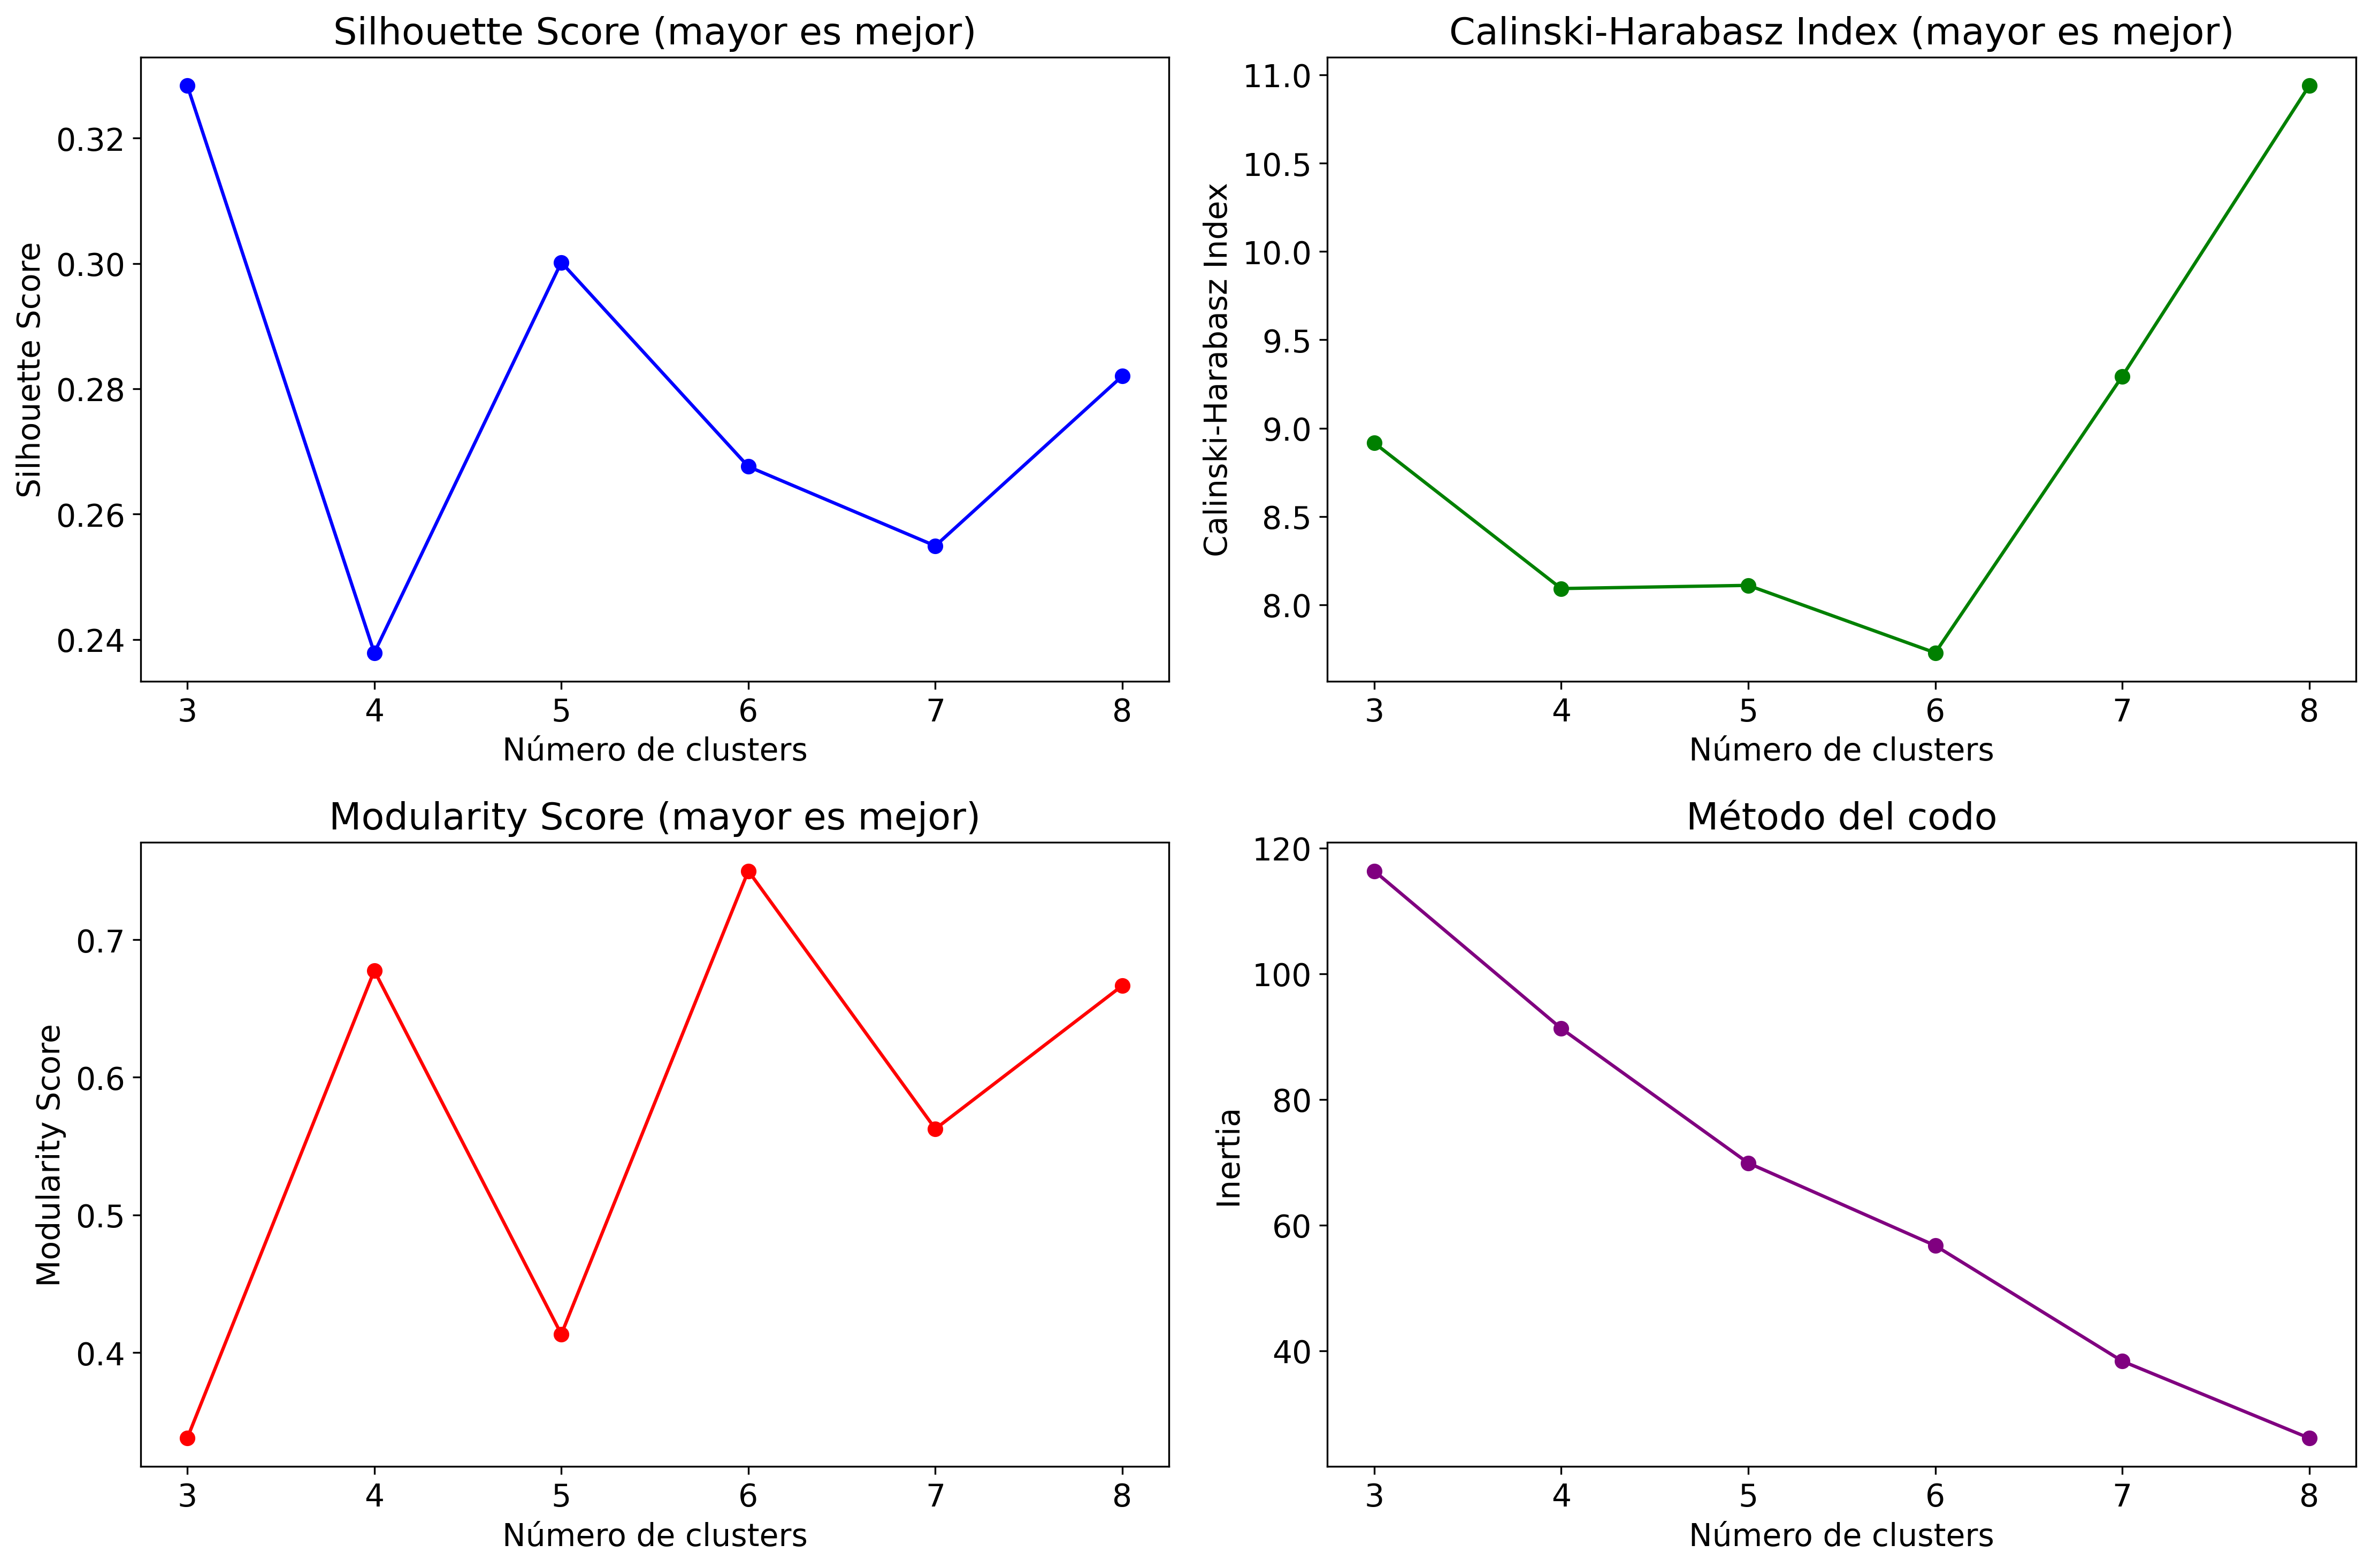 Silhouette Score (mayor es mejor)
Silhouette Score
0.32
0.30
0.28
0.26
0.24
3 4 5 6 7 8
Número de clusters
Calinski-Harabasz Index (mayor es mejor)
Calinski-Harabasz Index
11.0
10.5
10.0
9.5
9.0
8.5
8.0
3 4 5 6 7 8
Número de clusters
Modularity Score (mayor es mejor)
Modularity Score
0.7
0.6
0.5
0.4
3 4 5 6 7 8
Número de clusters
Método del codo
Inertia
120
100
80
60
40
3 4 5 6 7 8
Número de clusters